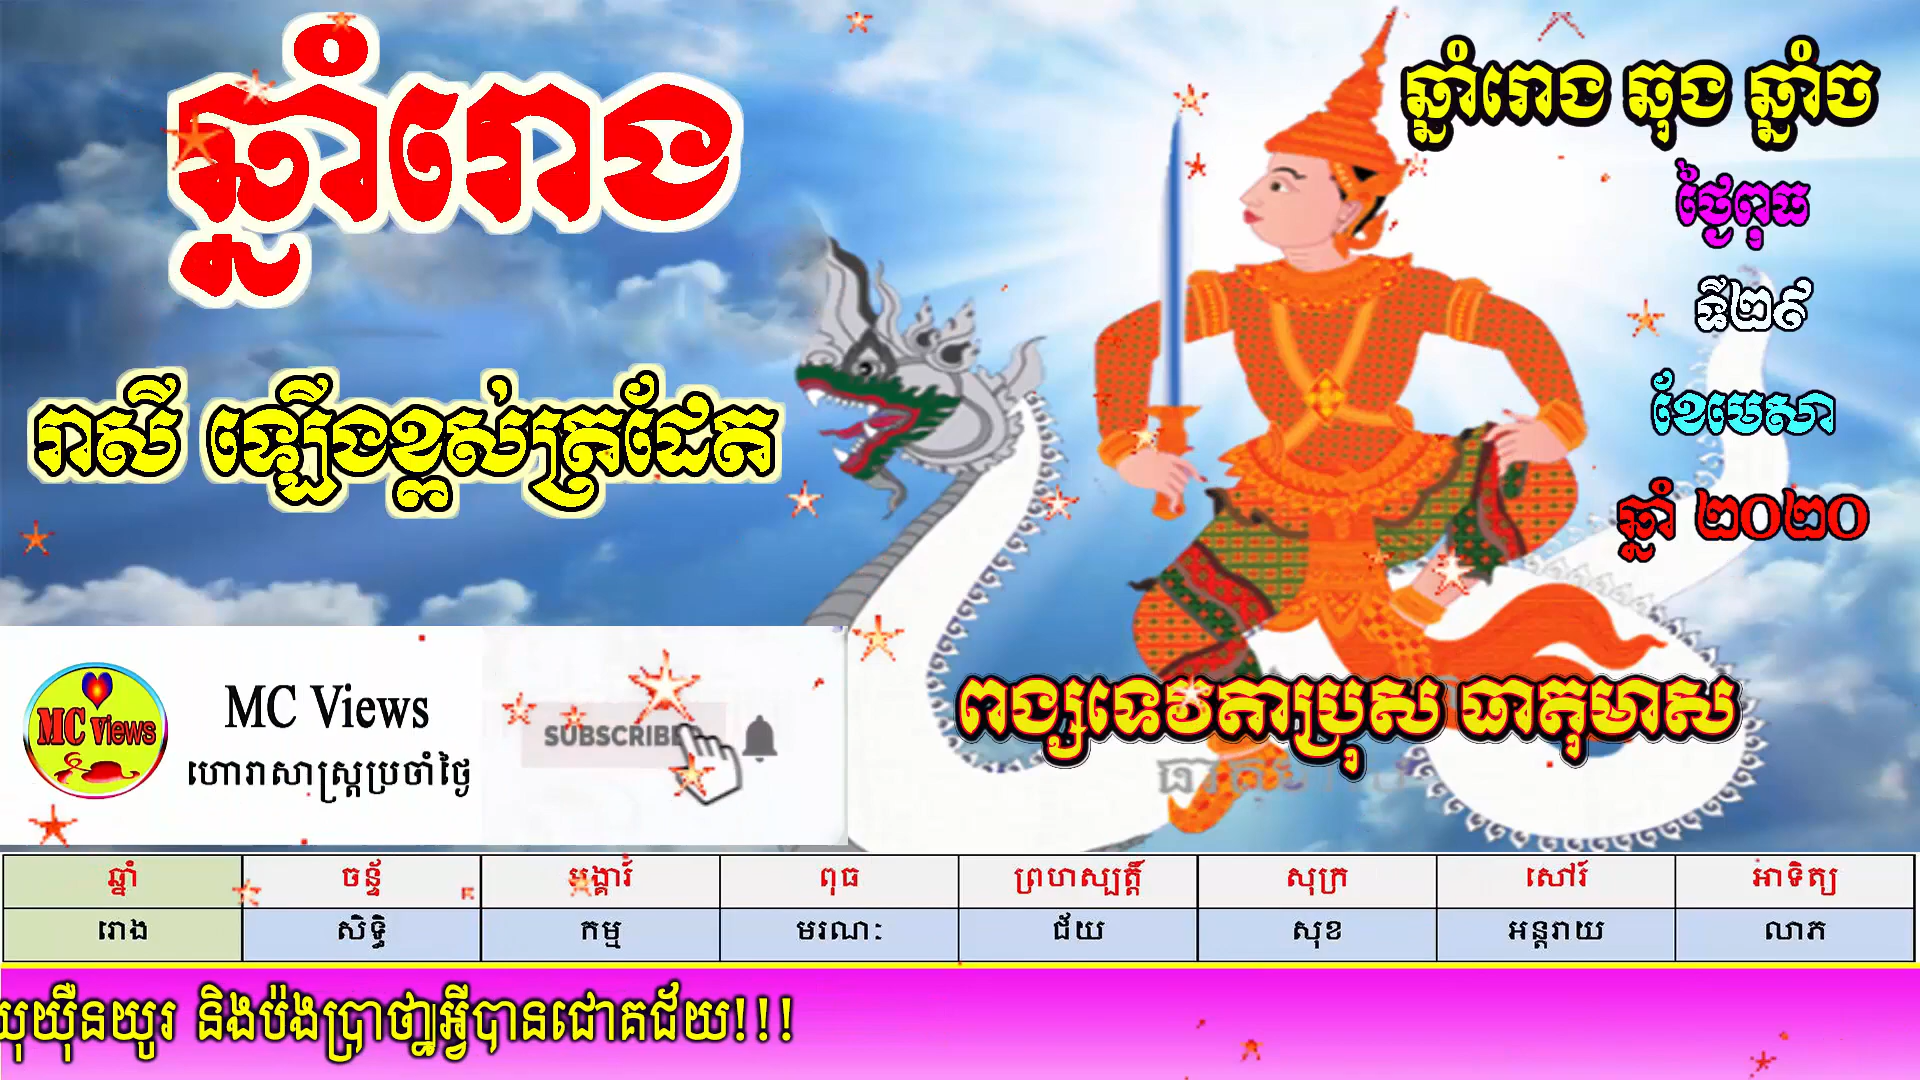 ឆ្នាំរោង
រាសី ឡើងខ្ពស់ត្រដែត
ឆ្នាំរោង ឆុង ឆ្នាំច
ថ្ងៃពុធ
ទី២៩
ខែមេសា
ឆ្នាំ ២០២០
ពង្សទេវតាប្រុស ធាតុមាស
MC Views
MC Views
ហោរាសាស្ត្រប្រចាំថ្ងៃ
SUBSCRIBE
ឆ្នាំ ចន្ទ័ អង្គារ៍ ពុធ ព្រហស្បត្តិ៍ សុក្រ សៅរ៍ អាទិត្យ
រោង សិទ្ធិ កម្ម មរណៈ ជ័យ សុខ អន្តរាយ លាភ
យុយ៉ឺនយូរ និងប៉ងប្រាថ្នាអ្វីបានជោគជ័យ!!!